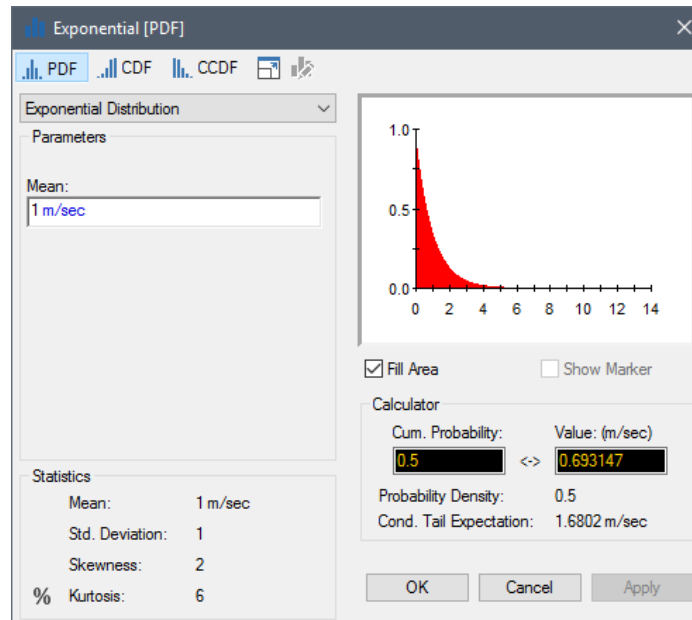 Exponential [PDF]
PDF CDF CCDF
Exponential Distribution
Parameters
Mean:
1 m/sec
Statistics
Mean: 1 m/sec
Std. Deviation: 1
Skewness: 2
% Kurtosis: 6
1.0
0.5
0.0
0 2 4 6 8 10 12 14
Fill Area Show Marker
Calculator
Cum. Probability: Value: (m/sec)
0.5 <-> 0.693147
Probability Density: 0.5
Cond. Tail Expectation: 1.6802 m/sec
OK Cancel Apply